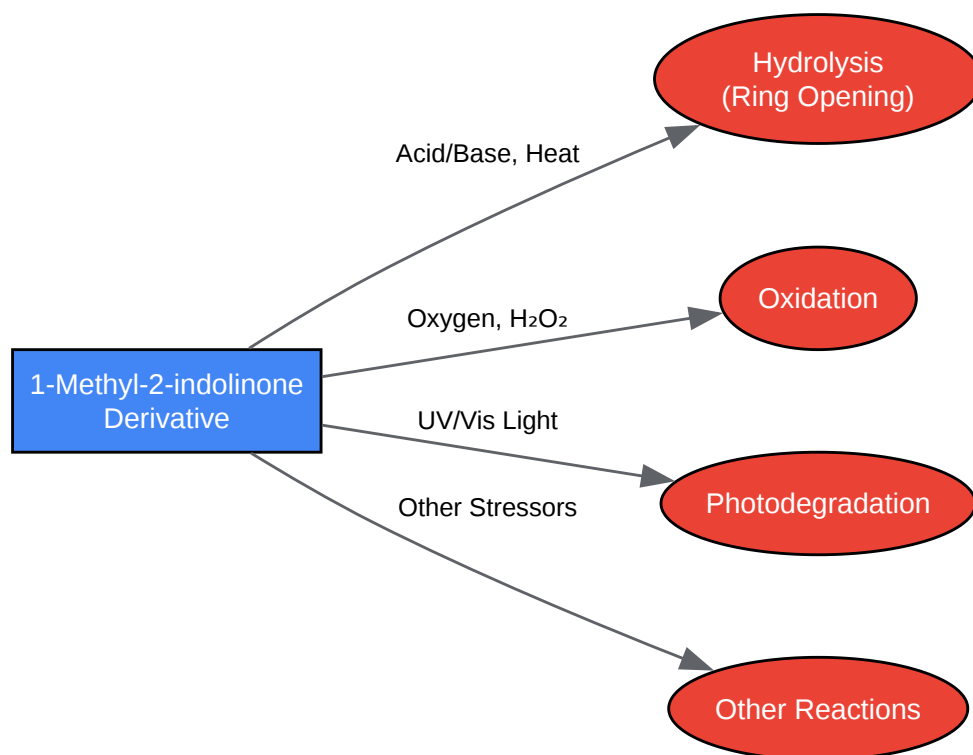 Hydrolysis
(Ring Opening)
Acid/Base, Heat
Oxidation
Oxygen, H₂O₂
1-Methyl-2-indolinone
Derivative
UV/Vis Light
Photodegradation
Other Stressors
Other Reactions